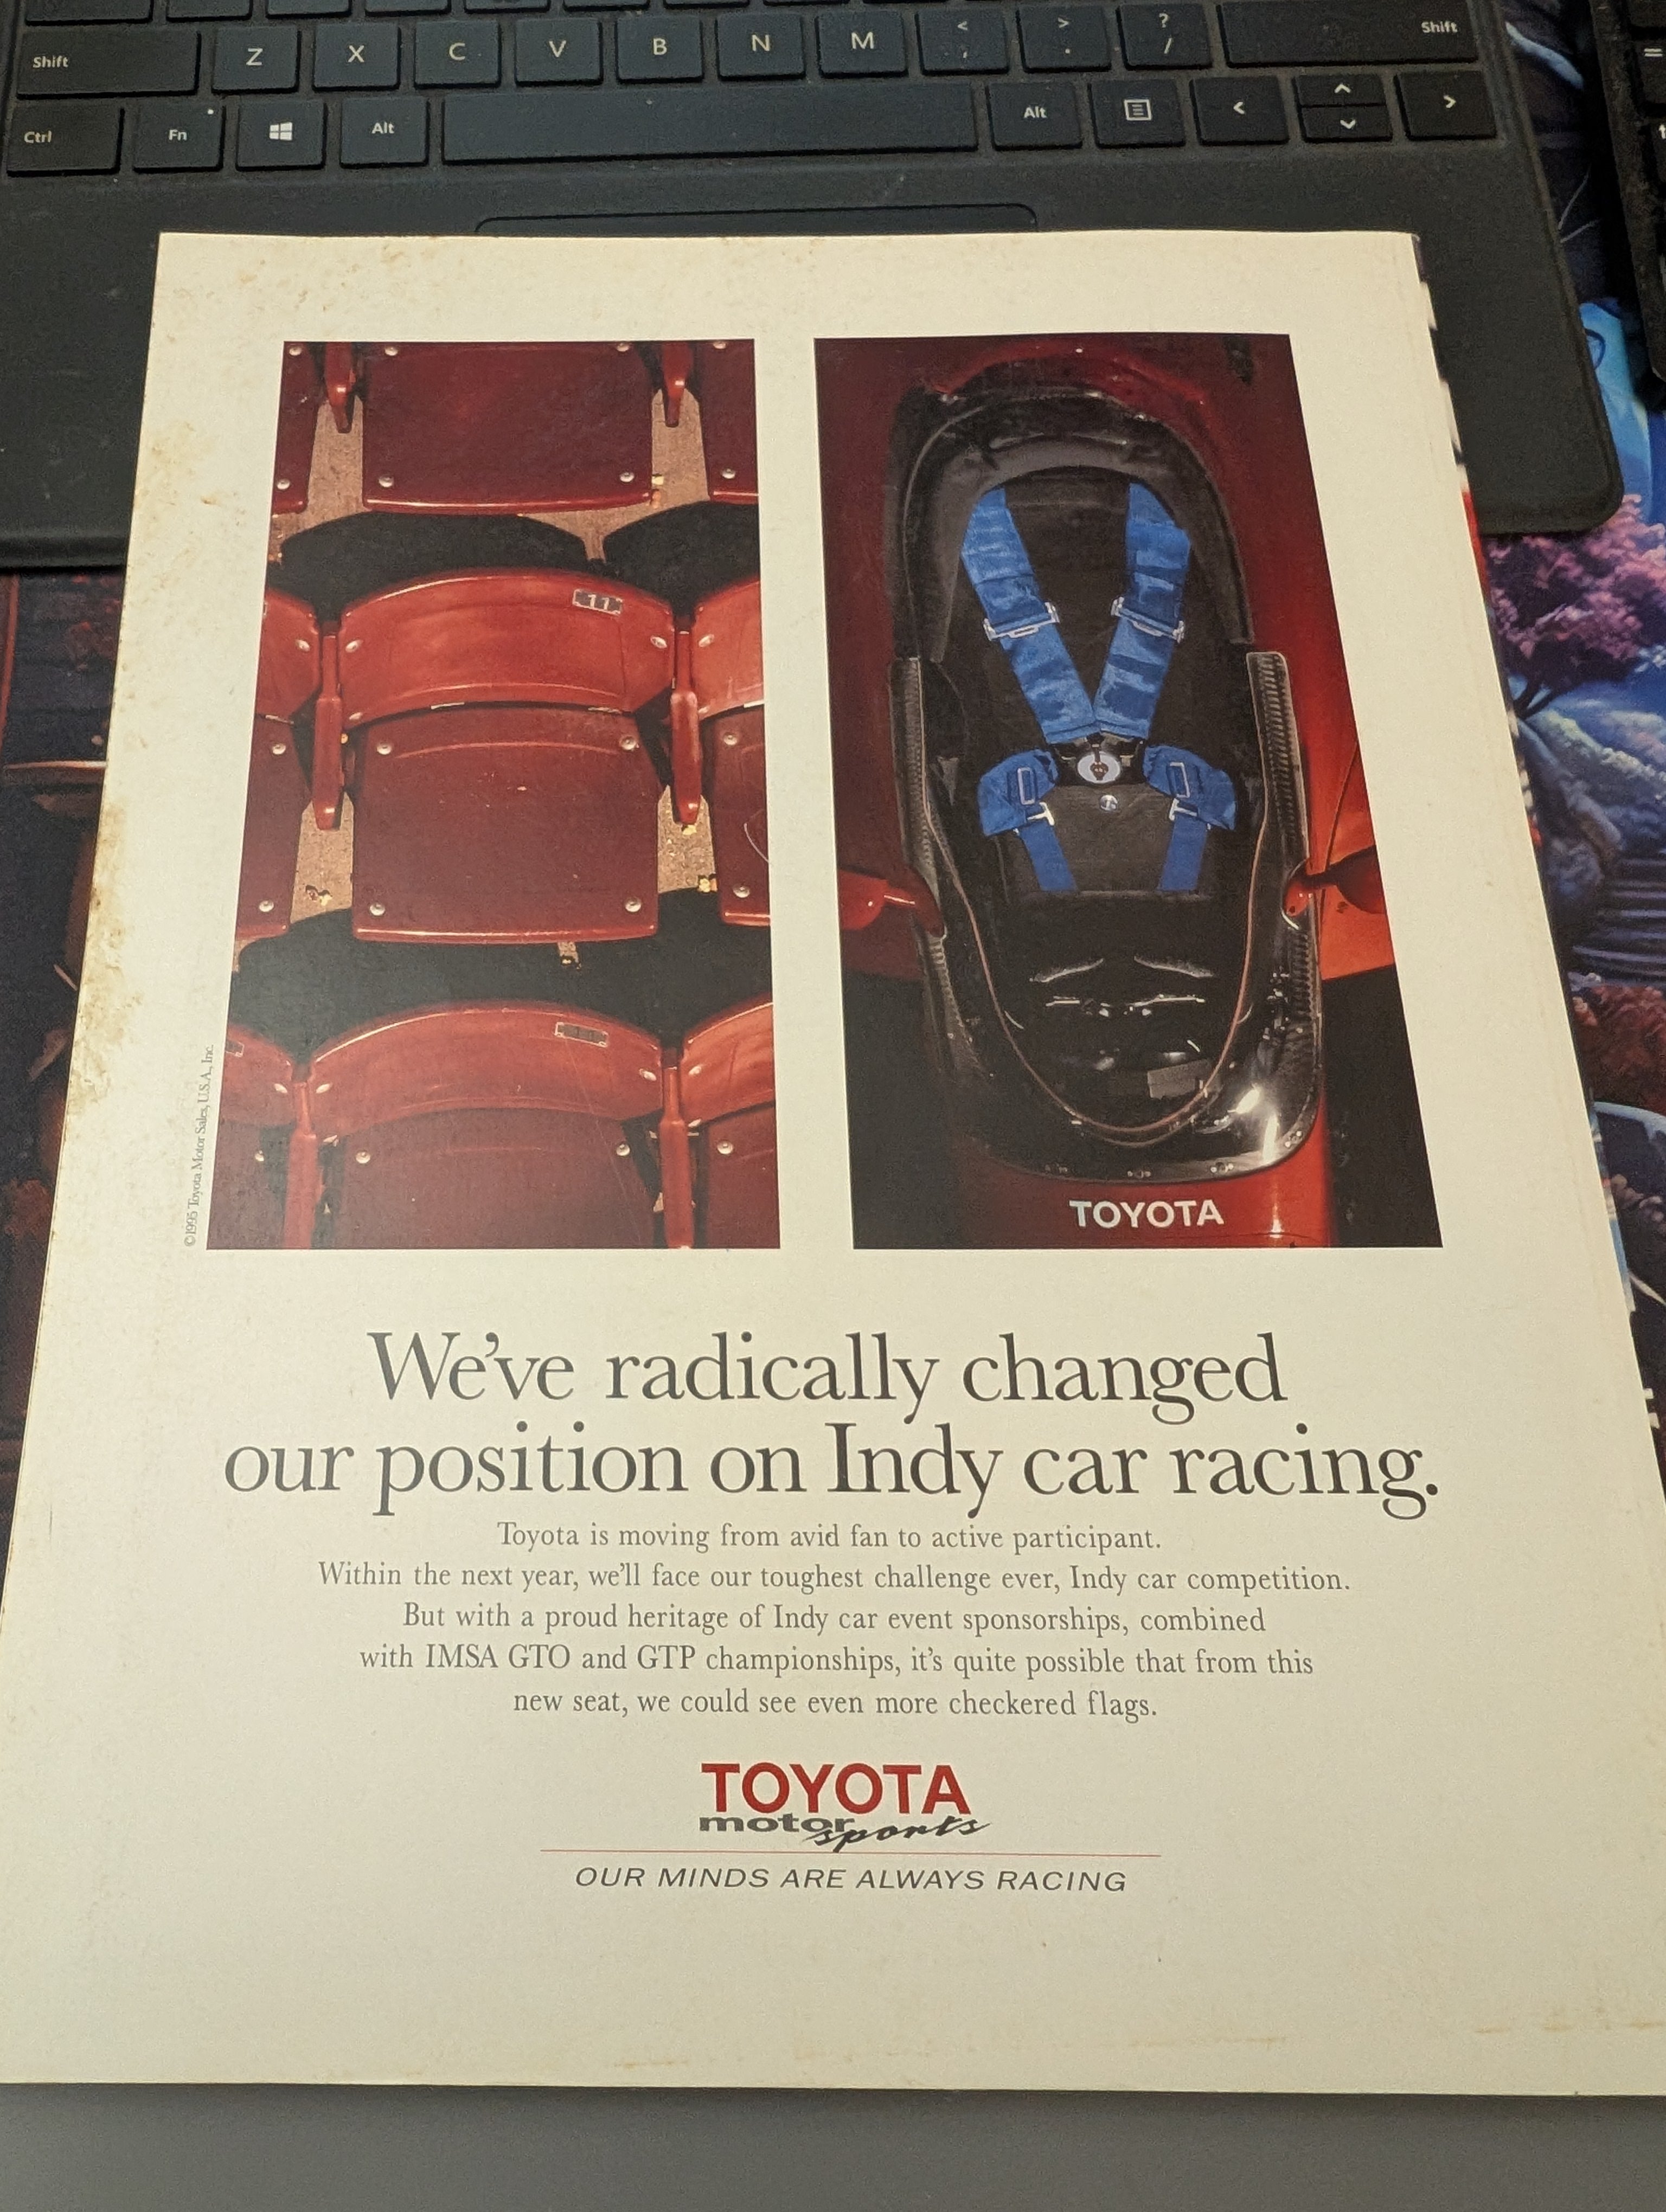 Shift Z X C V B N M < , > . ? / Shift
Ctrl Fn Alt Alt < >
11
TOYOTA
©1995 Toyota Motor Sales, U.S.A., Inc.
We've radically changed
our position on Indy car racing.
Toyota is moving from avid fan to active participant.
Within the next year, we'll face our toughest challenge ever, Indy car competition.
But with a proud heritage of Indy car event sponsorships, combined
with IMSA GTO and GTP championships, it's quite possible that from this
new seat, we could see even more checkered flags.
TOYOTA
motorsports
OUR MINDS ARE ALWAYS RACING